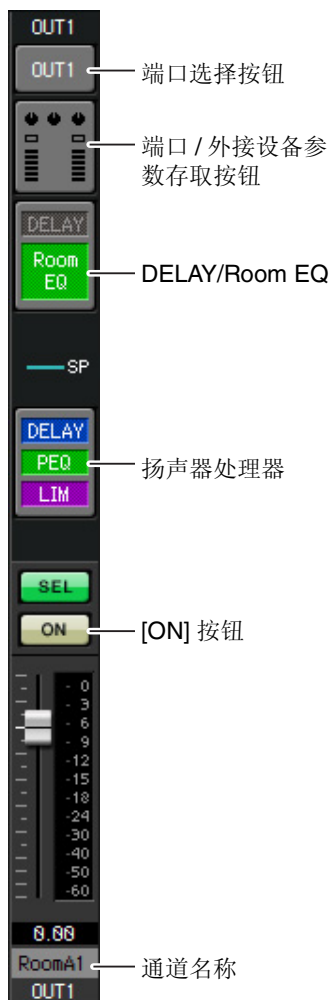 OUT1
OUT1
端口选择按钮
端口 / 外接设备参
数存取按钮
DELAY
Room
EQ
DELAY/Room EQ
SP
DELAY
PEQ
LIM
扬声器处理器
SEL
ON
[ON] 按钮
0
3
6
9
-12
-15
-18
-24
-30
-40
-50
-60
0.00
RoomA1
通道名称
OUT1